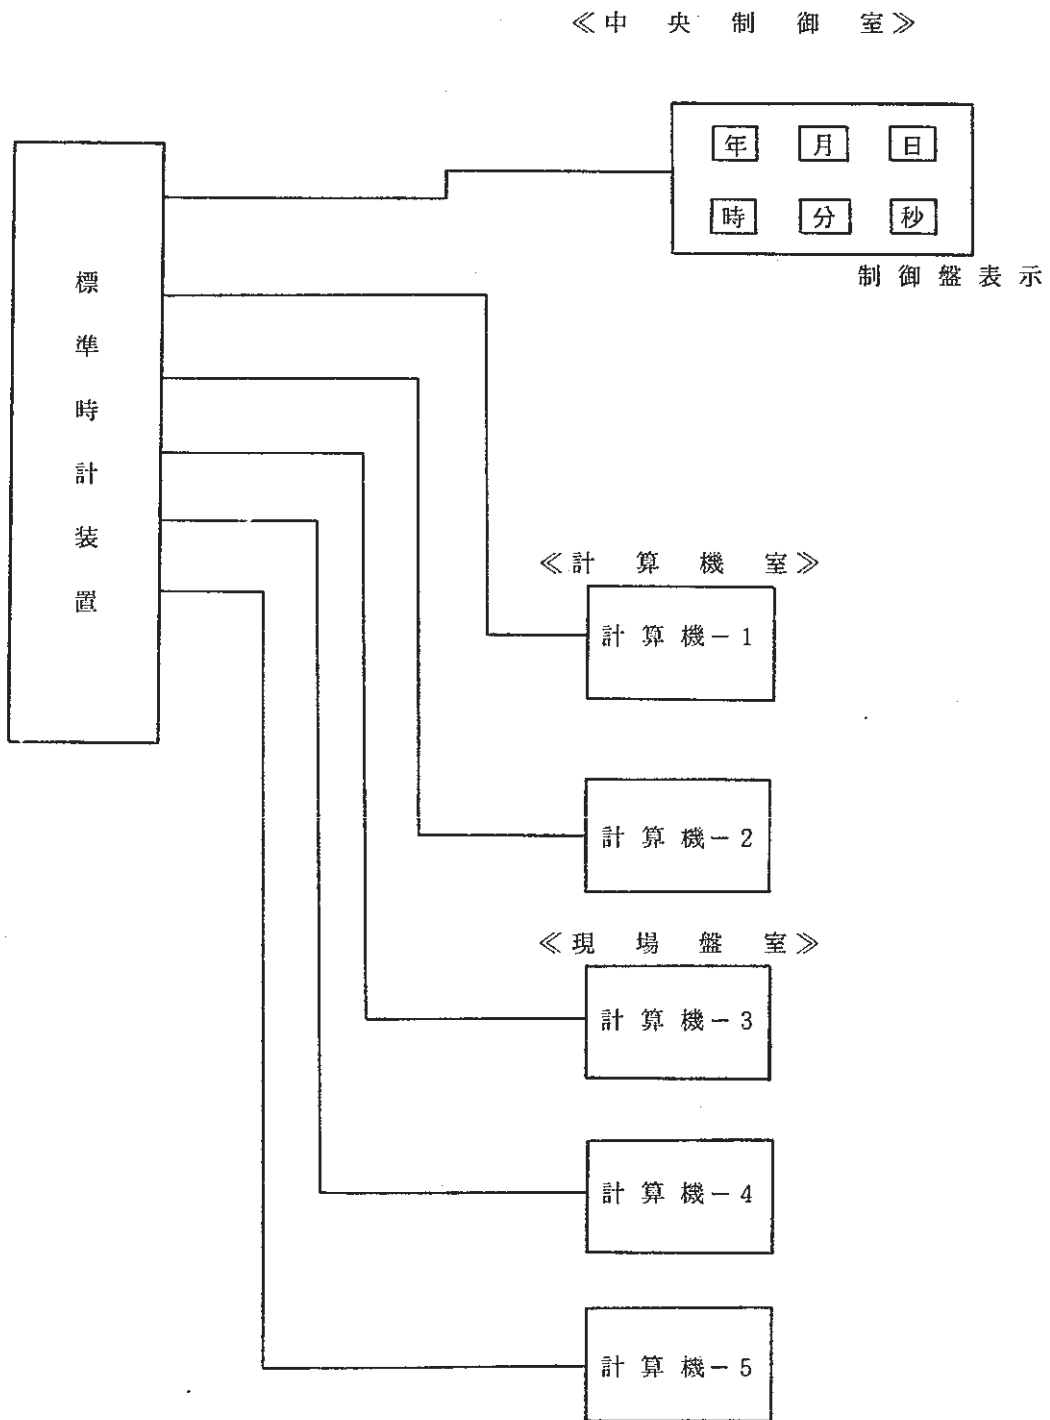 ≪中央制御室≫
年 月 日
時 分 秒
制御盤表示
標準時計装置
≪計算機室≫
計算機－1
計算機－2
≪現場盤室≫
計算機－3
計算機－4
計算機－5